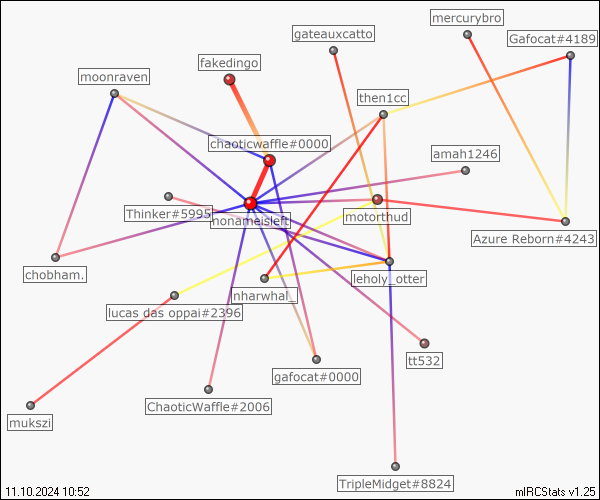 mercurybro
gateauxcatto
Gafocat#4189
fakedingo
moonraven
then1cc
chaoticwaffle#0000
amah1246
Thinker#5995
nonameisleft
motorthud
Azure Reborn#4243
chobham.
leholy_otter
nharwhal_
lucas das oppai#2396
tt532
gafocat#0000
ChaoticWaffle#2006
mukszi
TripleMidget#8824
11.10.2024 10:52
mIRCStats v1.25